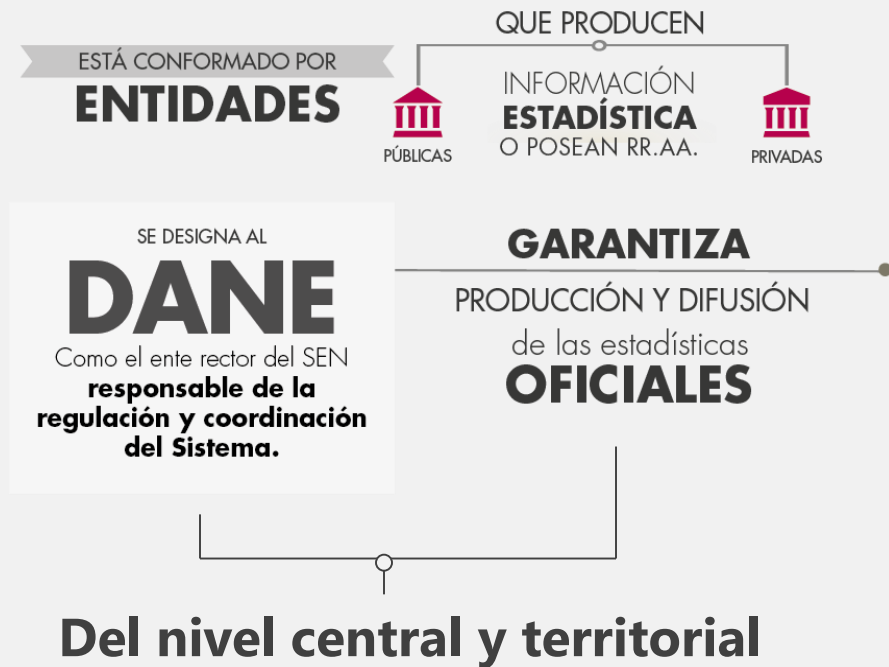 ESTÁ CONFORMADO POR
ENTIDADES
QUE PRODUCEN
PÚBLICAS
INFORMACIÓN
ESTADÍSTICA
O POSEAN RR.AA.
PRIVADAS
SE DESIGNA AL
DANE
Como el ente rector del SEN
responsable de la
regulación y coordinación
del Sistema.
GARANTIZA
PRODUCCIÓN Y DIFUSIÓN
de las estadísticas
OFICIALES
Del nivel central y territorial